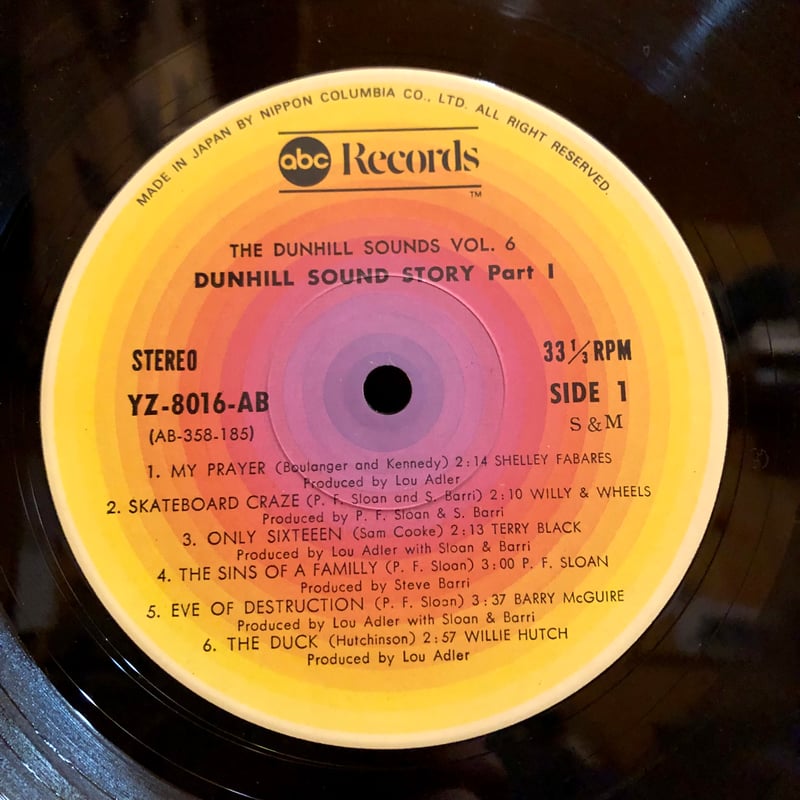 MADE IN JAPAN BY NIPPON COLUMBIA CO., LTD. ALL RIGHT RESERVED.
abc Records
TM
THE DUNHILL SOUNDS VOL. 6
DUNHILL SOUND STORY Part I
STEREO
33 1/3 RPM
YZ-8016-AB
SIDE 1
(AB-358-185)
S & M
1. MY PRAYER (Boulanger and Kennedy) 2:14 SHELLEY FABARES
Produced by Lou Adler
2. SKATEBOARD CRAZE (P. F. Sloan and S. Barri) 2:10 WILLY & WHEELS
Produced by P. F. Sloan & S. Barri
3. ONLY SIXTEEEN (Sam Cooke) 2:13 TERRY BLACK
Produced by Lou Adler with Sloan & Barri
4. THE SINS OF A FAMILLY (P. F. Sloan) 3:00 P. F. SLOAN
Produced by Steve Barri
5. EVE OF DESTRUCTION (P. F. Sloan) 3:37 BARRY McGUIRE
Produced by Lou Adler with Sloan & Barri
6. THE DUCK (Hutchinson) 2:57 WILLIE HUTCH
Produced by Lou Adler